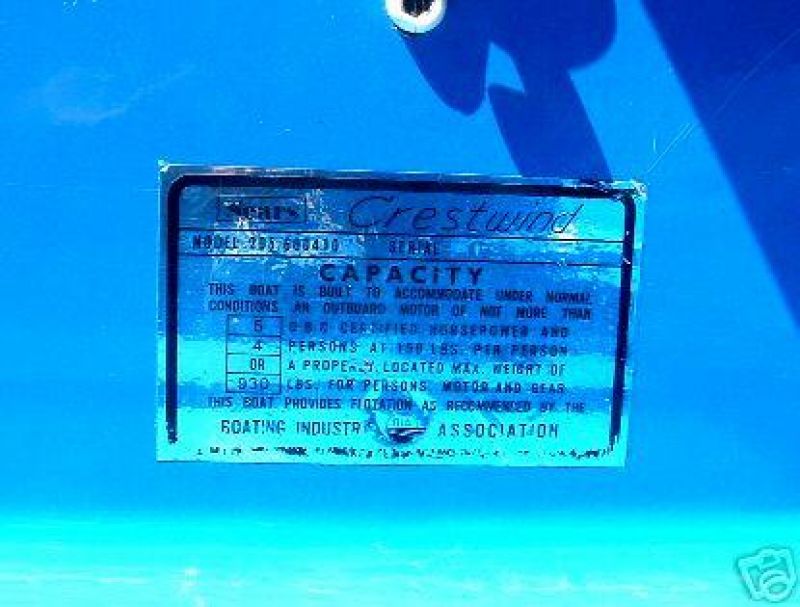 Sears Crestwind
MODEL SERIAL
CAPACITY
THIS BOAT IS BUILT TO ACCOMMODATE UNDER NORMAL
CONDITIONS AN OUTBOARD MOTOR OF NOT MORE THAN
5 O.B.C. CERTIFIED HORSEPOWER AND
4 PERSONS AT 150 LBS. PER PERSON
OR A PROPERLY LOCATED MAX. WEIGHT OF
930 LBS. FOR PERSONS, MOTOR AND GEAR
THIS BOAT PROVIDES FLOTATION AS RECOMMENDED BY THE
BOATING INDUSTRY ASSOCIATION